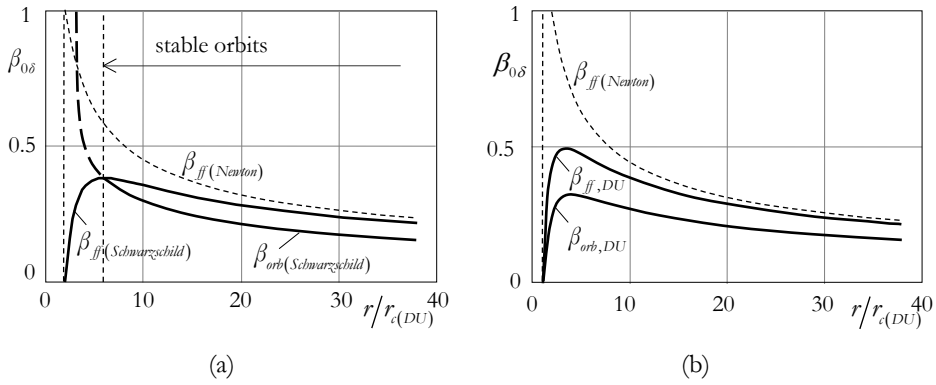 1
β0δ
0.5
0
stable orbits
βff(Newton)
βff(Schwarzschild)
βorb(Schwarzschild)
0 10 20 30 40
r/rc(DU)
(a)
1
β0δ
0.5
0
βff(Newton)
βff,DU
βorb,DU
0 10 20 30 40
r/rc(DU)
(b)